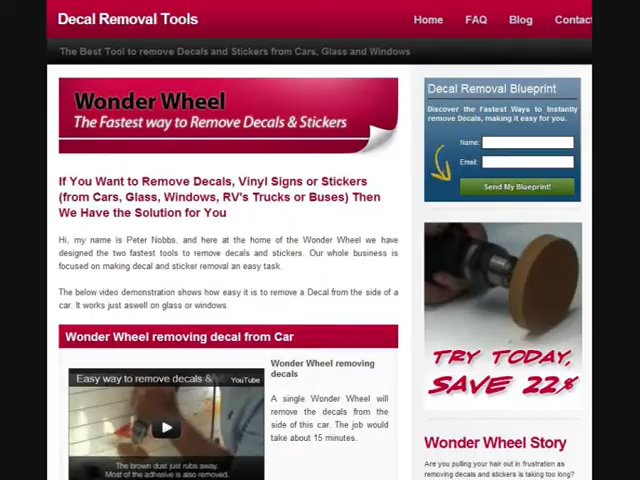 Decal Removal Tools
Home FAQ Blog Contac
The Best Tool to remove Decals and Stickers from Cars, Glass and Windows
Wonder Wheel
The Fastest way to Remove Decals & Stickers
If You Want to Remove Decals, Vinyl Signs or Stickers
(from Cars, Glass, Windows, RV's Trucks or Buses) Then
We Have the Solution for You
Hi, my name is Peter Nobbs, and here at the home of the Wonder Wheel we have
designed the two fastest tools to remove decals and stickers. Our whole business is
focused on making decal and sticker removal an easy task.
The below video demonstration shows how easy it is to remove a Decal from the side of a
car. It works just aswell on glass or windows.
Wonder Wheel removing decal from Car
Easy way to remove decals & YouTube
The brown dust just rubs away.
Most of the adhesive is also removed.
Wonder Wheel removing
decals
A single Wonder Wheel will
remove the decals from the
side of this car. The job would
take about 15 minutes.
Decal Removal Blueprint
Discover the Fastest Ways to Instantly
remove Decals, making it easy for you.
Name:
Email:
Send My Blueprint!
TRY TODAY,
SAVE 22%
Wonder Wheel Story
Are you pulling your hair out in frustration as
removing decals and stickers is taking too long?